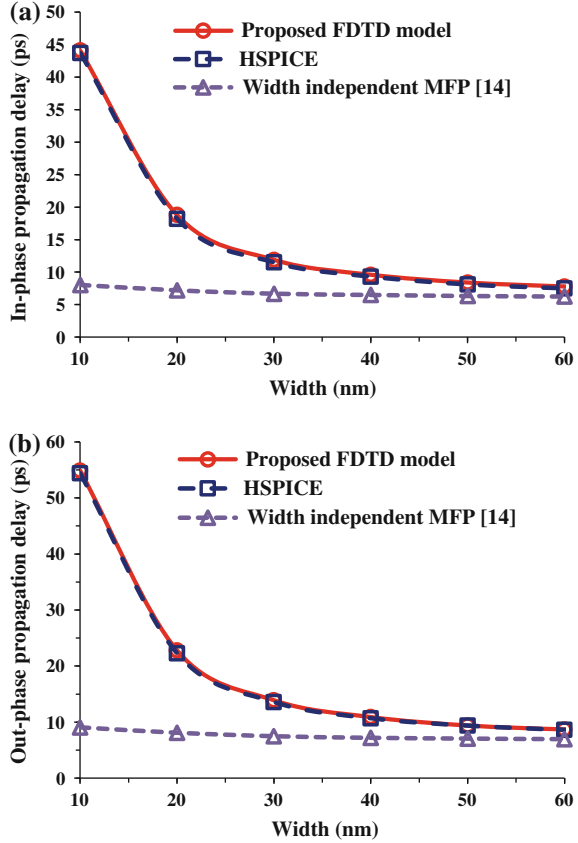 (a)
In-phase propagation delay (ps)
50
45
40
35
30
25
20
15
10
5
0
Proposed FDTD model
HSPICE
Width independent MFP [14]
10 20 30 40 50 60
Width (nm)
(b)
Out-phase propagation delay (ps)
60
50
40
30
20
10
0
Proposed FDTD model
HSPICE
Width independent MFP [14]
10 20 30 40 50 60
Width (nm)